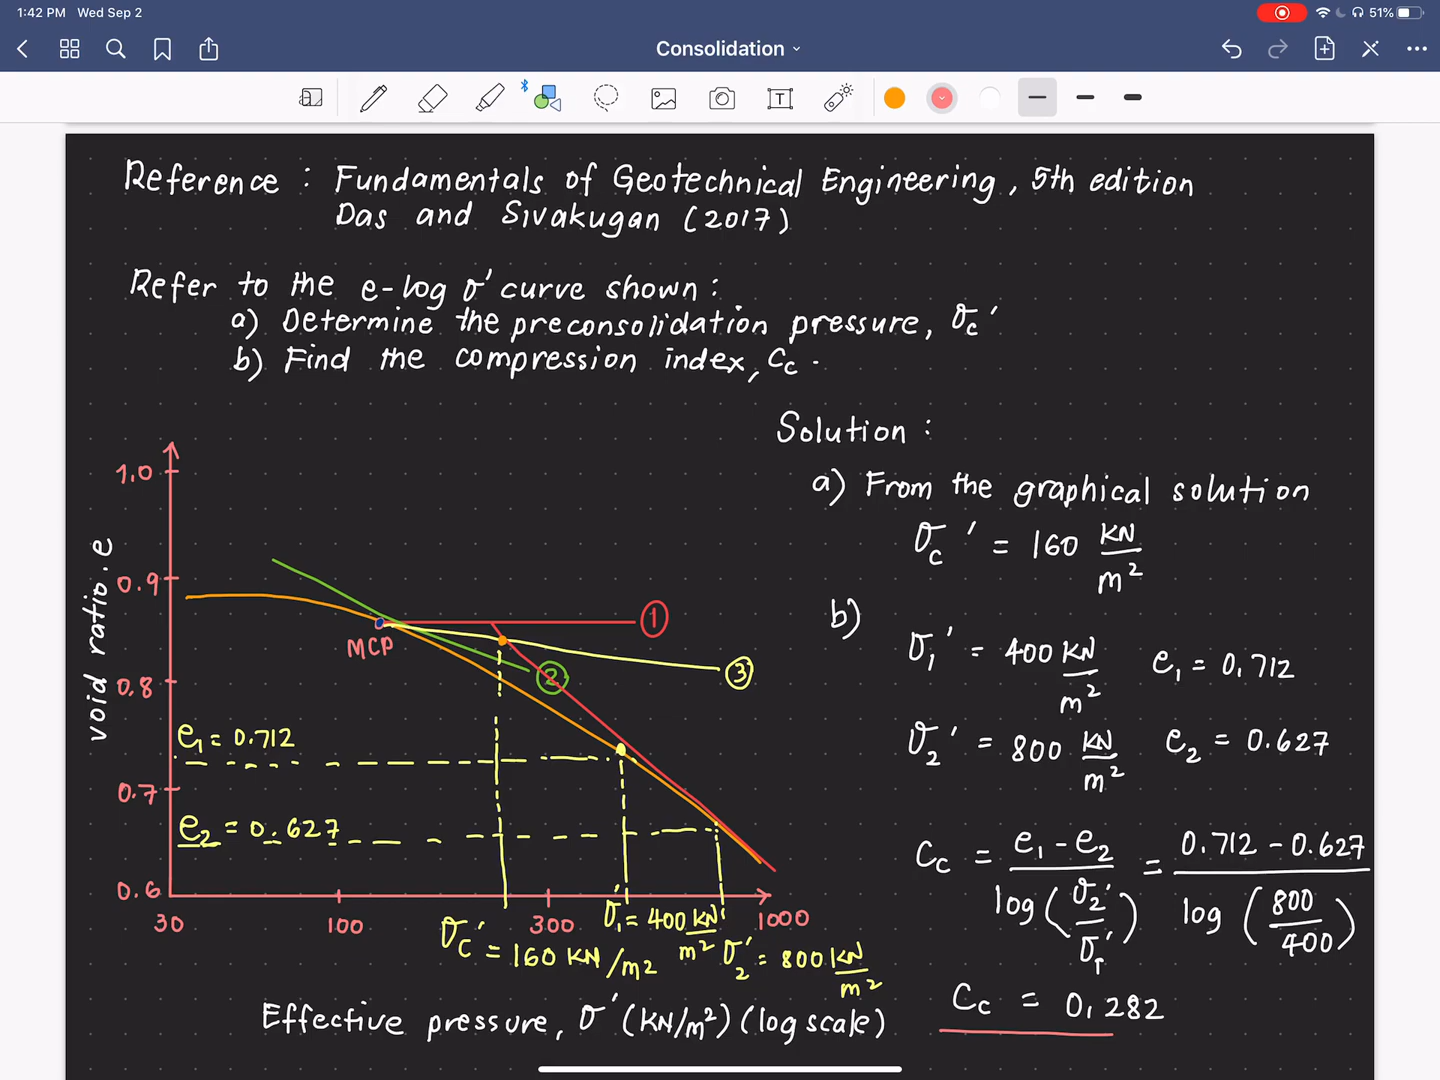 1:42 PM Wed Sep 2
51%
Consolidation
Reference : Fundamentals of Geotechnical Engineering, 5th edition
Das and Sivakugan (2017)
Refer to the e-log σ' curve shown :
a) Determine the preconsolidation pressure, σc'
b) Find the compression index, Cc.
Solution :
a) From the graphical solution
σc' = 160 KN/m²
b)
σ1' = 400 KN/m² e1 = 0.712
σ2' = 800 KN/m² e2 = 0.627
Cc = (e1 - e2) / log (σ2'/σ1') = (0.712 - 0.627) / log (800/400)
Cc = 0.282
void ratio. e
1.0
0.9
0.8
0.7
0.6
MCP
1
2
3
e1 = 0.712
e2 = 0.627
30 100 300 1000
σc' = 160 KN/m2
σ1' = 400 KN/m²
σ2' = 800 KN/m²
Effective pressure, σ' (KN/m²) (log scale)